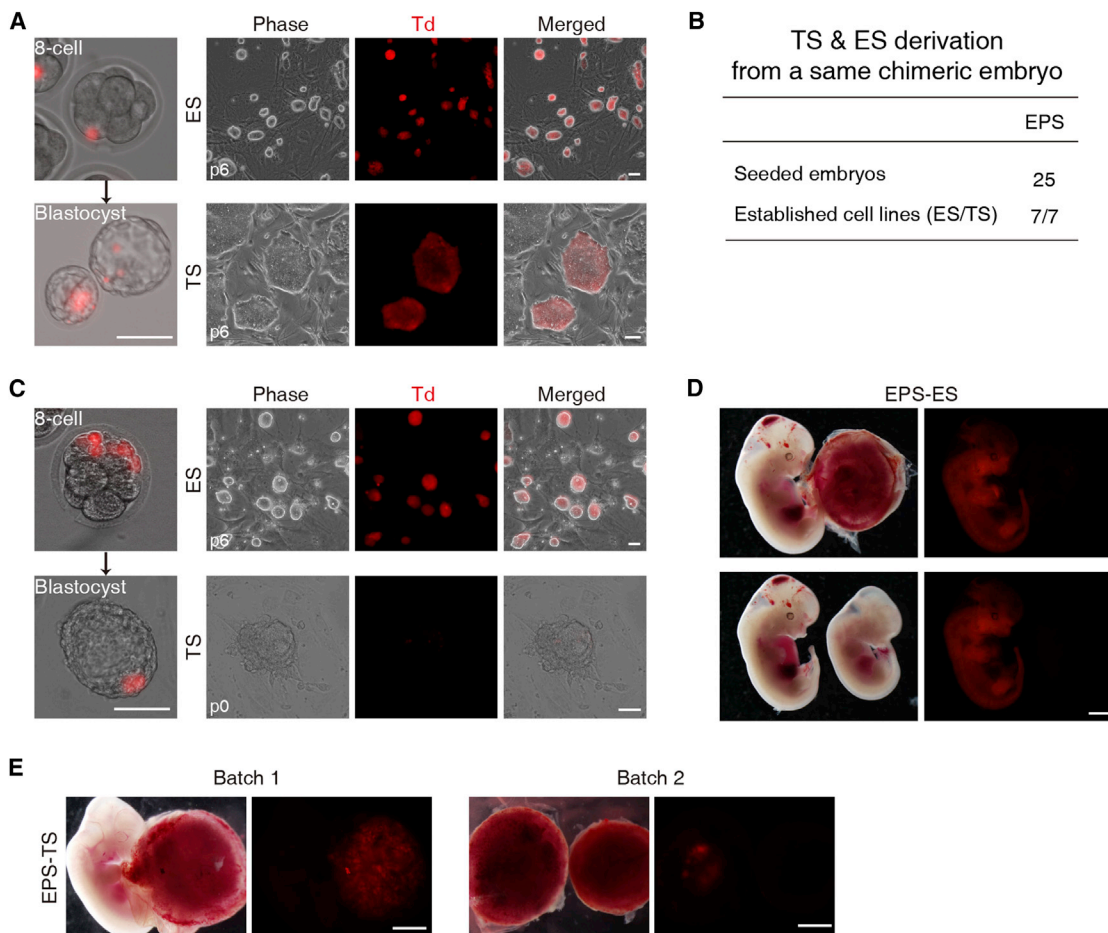 A
8-cell
Phase
Td
Merged
ES
p6
Blastocyst
TS
p6
B
TS & ES derivation
from a same chimeric embryo
EPS
Seeded embryos
25
Established cell lines (ES/TS)
7/7
C
8-cell
Phase
Td
Merged
ES
p6
Blastocyst
TS
p0
D
EPS-ES
E
Batch 1
Batch 2
EPS-TS